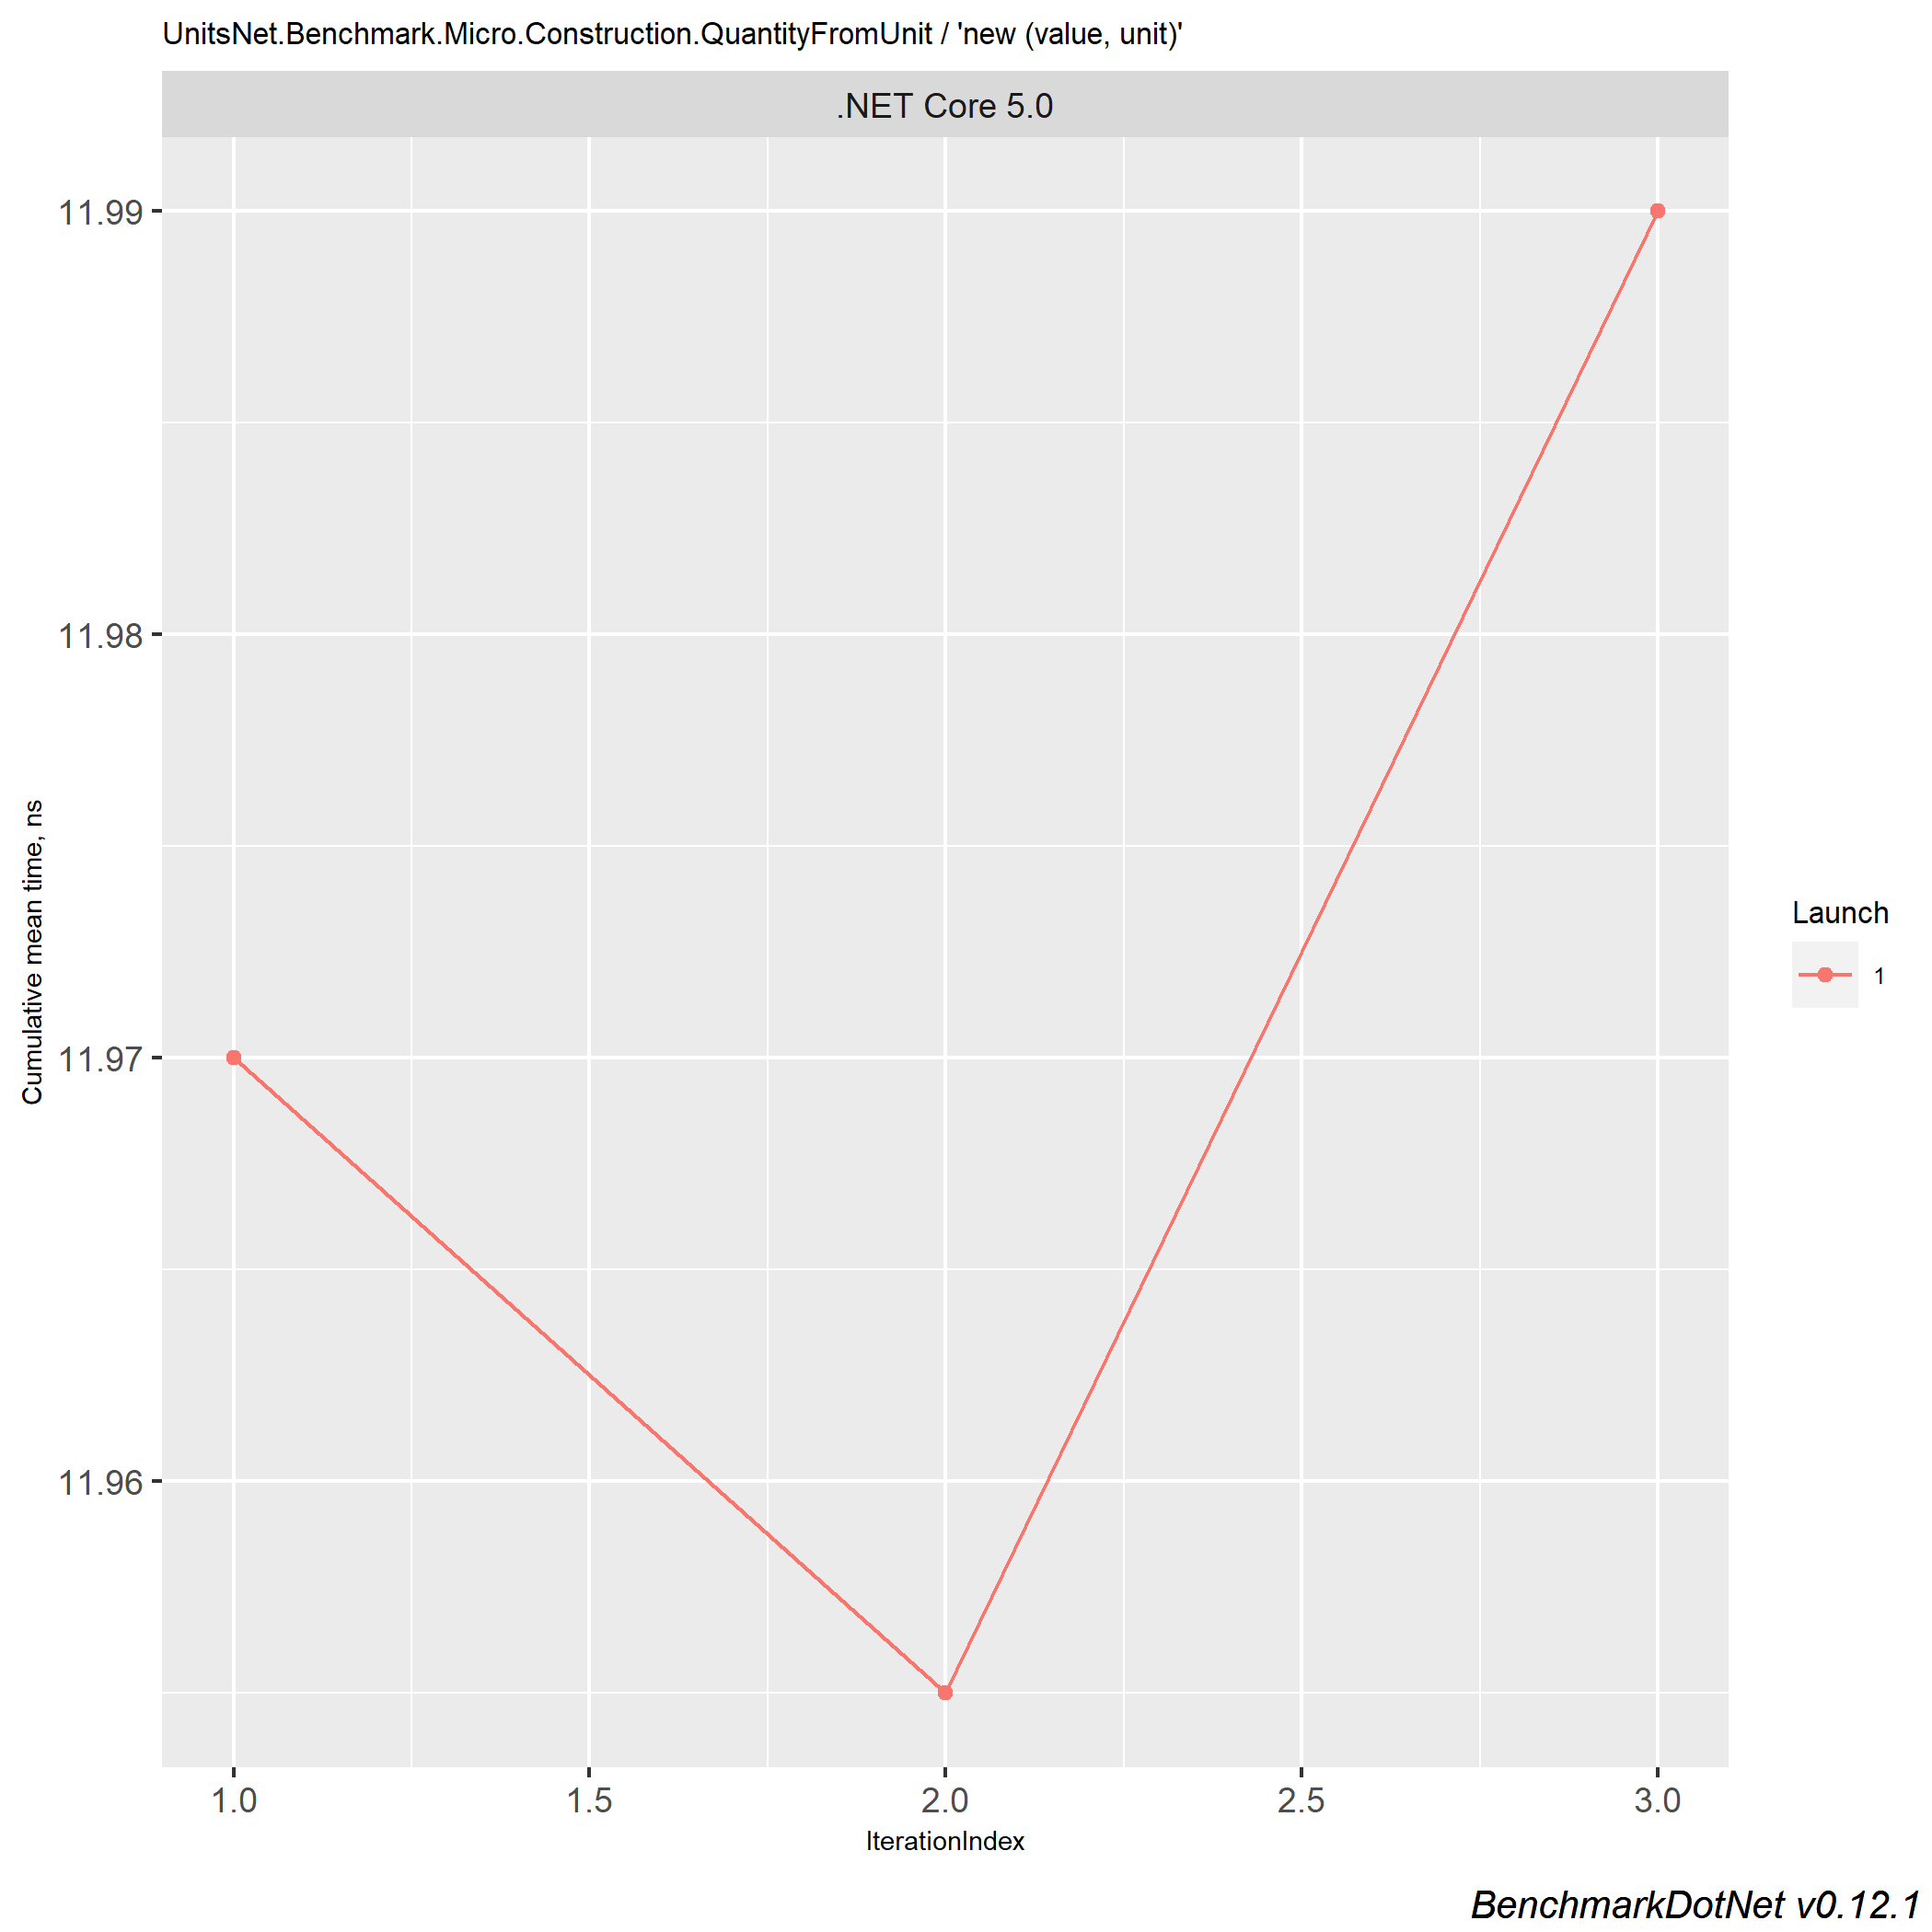 UnitsNet.Benchmark.Micro.Construction.QuantityFromUnit / 'new (value, unit)'
.NET Core 5.0
11.99
11.98
11.97
11.96
Cumulative mean time, ns
1.0 1.5 2.0 2.5 3.0
IterationIndex
Launch
1
BenchmarkDotNet v0.12.1